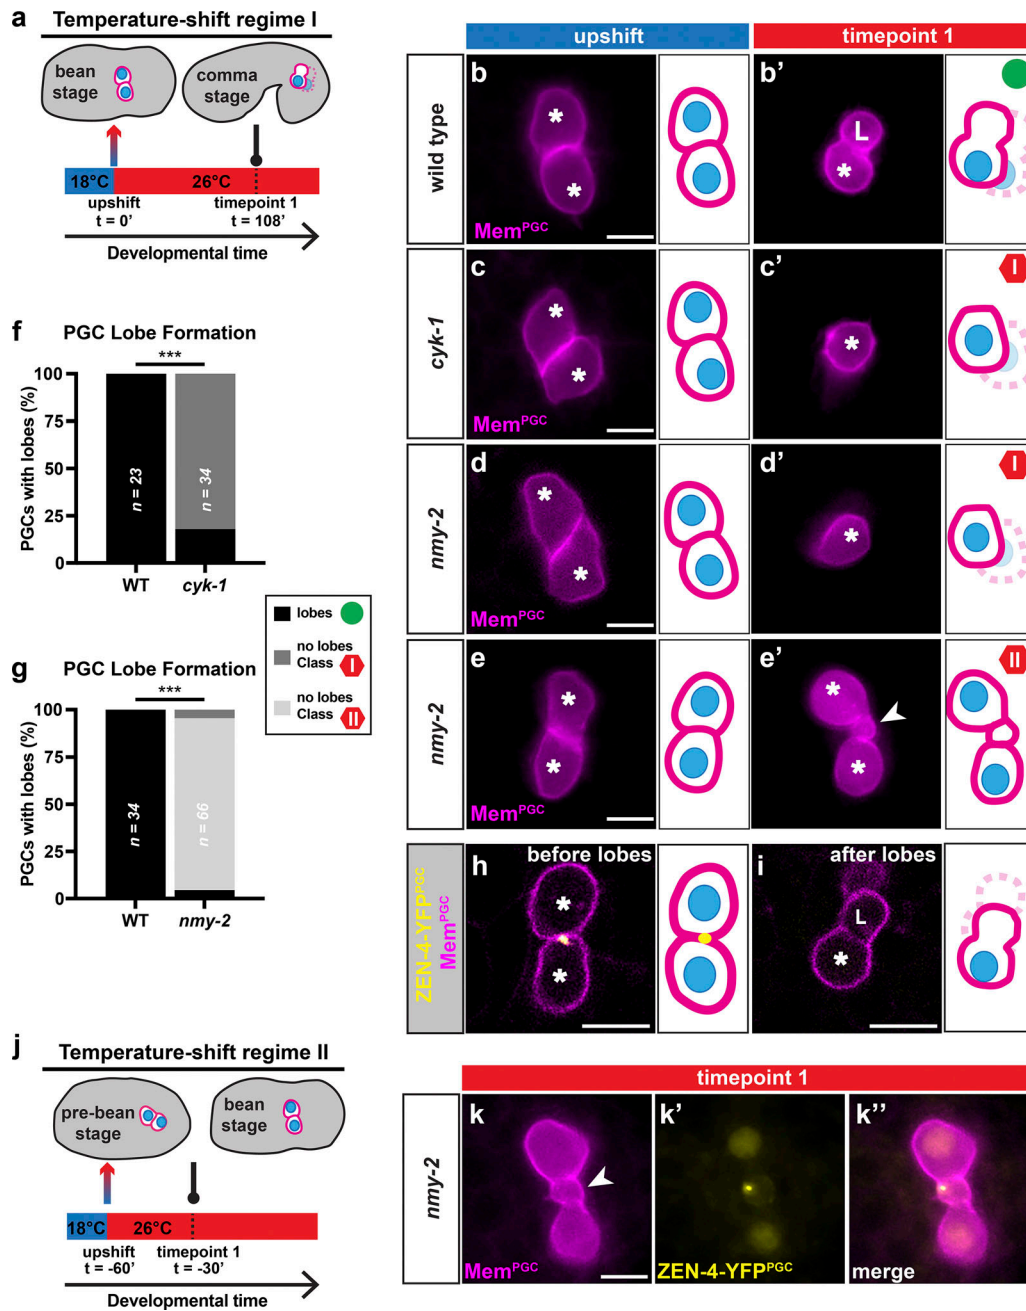 a
Temperature-shift regime I
bean
stage
comma
stage
18°C
26°C
upshift
t = 0'
timepoint 1
t = 108'
Developmental time
upshift
timepoint 1
wild type
b
*
*
Mem^PGC
b'
L
*
cyk-1
c
*
*
Mem^PGC
c'
*
I
nmy-2
d
*
*
Mem^PGC
d'
*
I
nmy-2
e
*
*
Mem^PGC
e'
*
*
II
f
PGC Lobe Formation
***
PGCs with lobes (%)
100
75
50
25
0
n = 23
n = 34
WT
cyk-1
lobes
no lobes
Class I
no lobes
Class II
g
PGC Lobe Formation
***
PGCs with lobes (%)
100
75
50
25
0
n = 34
n = 66
WT
nmy-2
ZEN-4-YFP^PGC
Mem^PGC
h
before lobes
*
*
i
after lobes
L
*
j
Temperature-shift regime II
pre-bean
stage
bean
stage
18°C
26°C
upshift
t = -60'
timepoint 1
t = -30'
Developmental time
timepoint 1
nmy-2
k
Mem^PGC
k'
ZEN-4-YFP^PGC
k''
merge